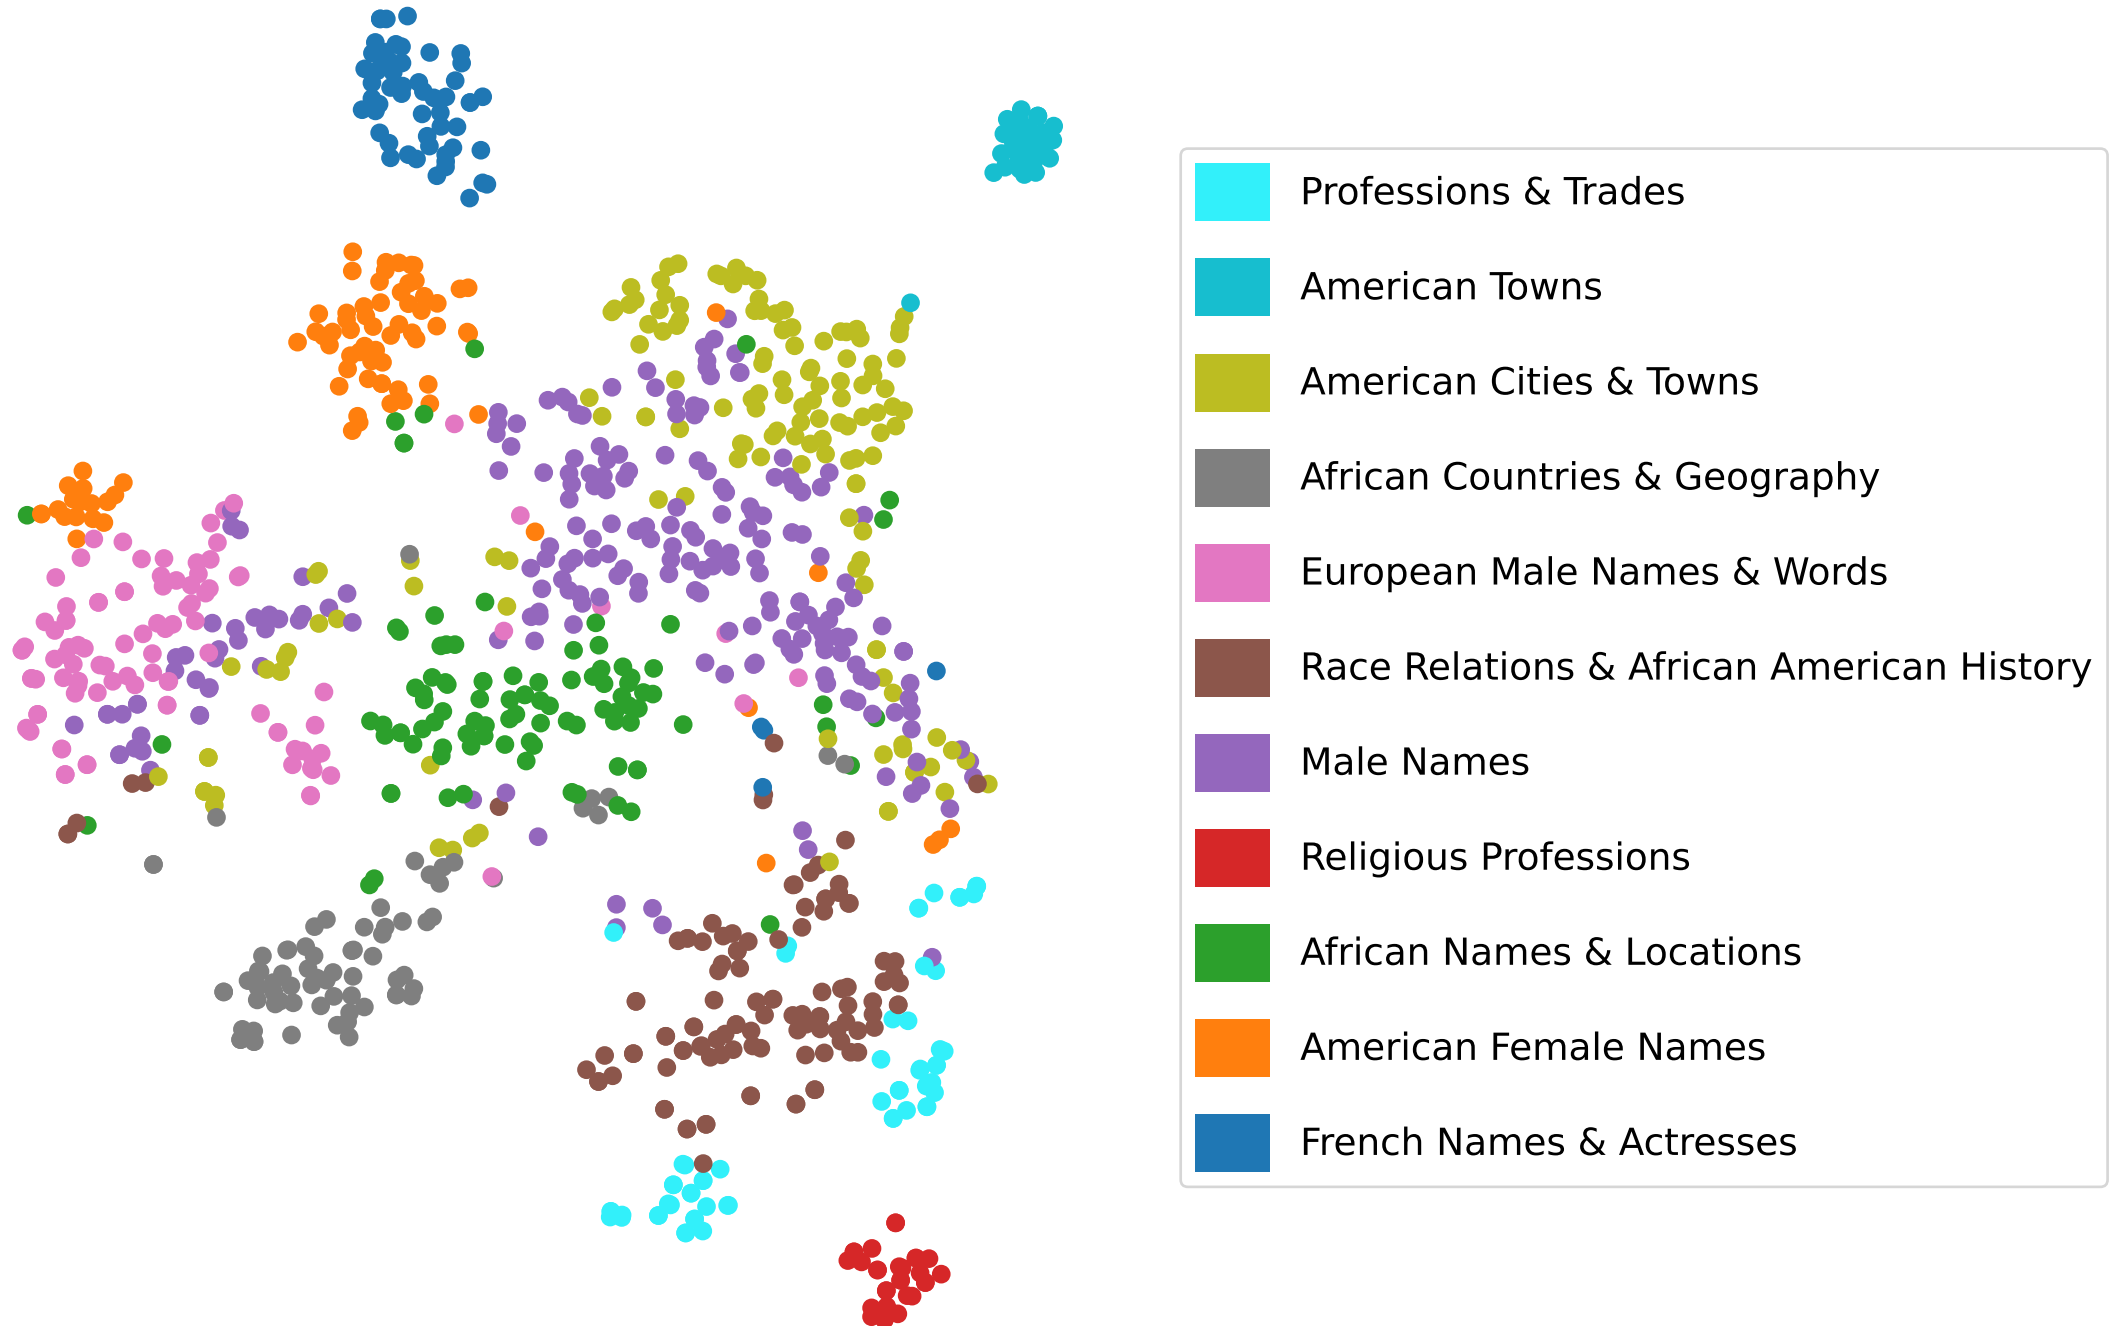 Professions & Trades
American Towns
American Cities & Towns
African Countries & Geography
European Male Names & Words
Race Relations & African American History
Male Names
Religious Professions
African Names & Locations
American Female Names
French Names & Actresses